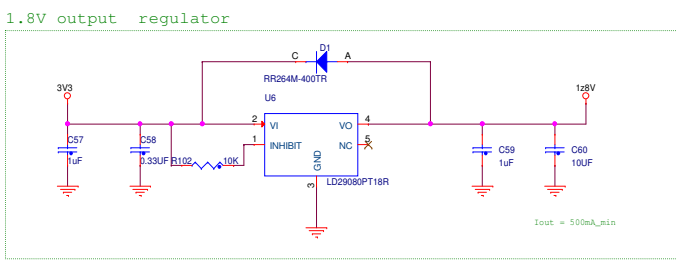 1.8V output regulator
C
D1
A
RR264M-400TR
3V3
U6
1z8V
2
VI
VO
4
C57
C58
1
INHIBIT
NC
5
C59
C60
1uF
0.33UF
R102
10K
GND
1uF
10UF
3
LD29080PT18R
Iout = 500mA_min